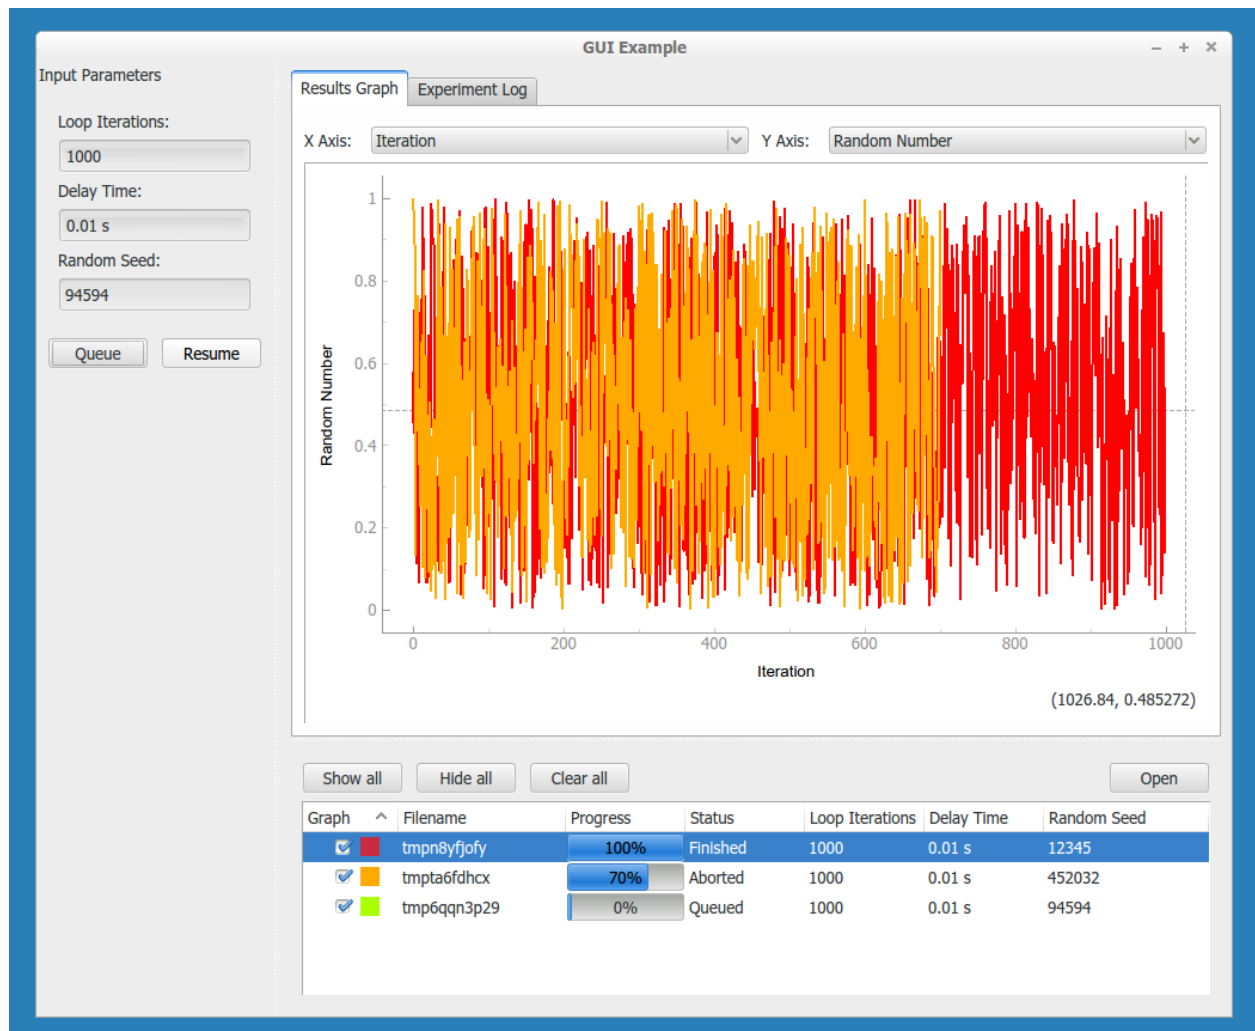 GUI Example
Input Parameters
Loop Iterations:
1000
Delay Time:
0.01 s
Random Seed:
94594
Queue Resume
Results Graph Experiment Log
X Axis: Iteration Y Axis: Random Number
1
0.8
0.6
0.4
0.2
0
Random Number
0 200 400 600 800 1000
Iteration
(1026.84, 0.485272)
Show all Hide all Clear all Open
Graph Filename Progress Status Loop Iterations Delay Time Random Seed
tmpn8yfjofy 100% Finished 1000 0.01 s 12345
tmpta6fdhcx 70% Aborted 1000 0.01 s 452032
tmp6qqn3p29 0% Queued 1000 0.01 s 94594